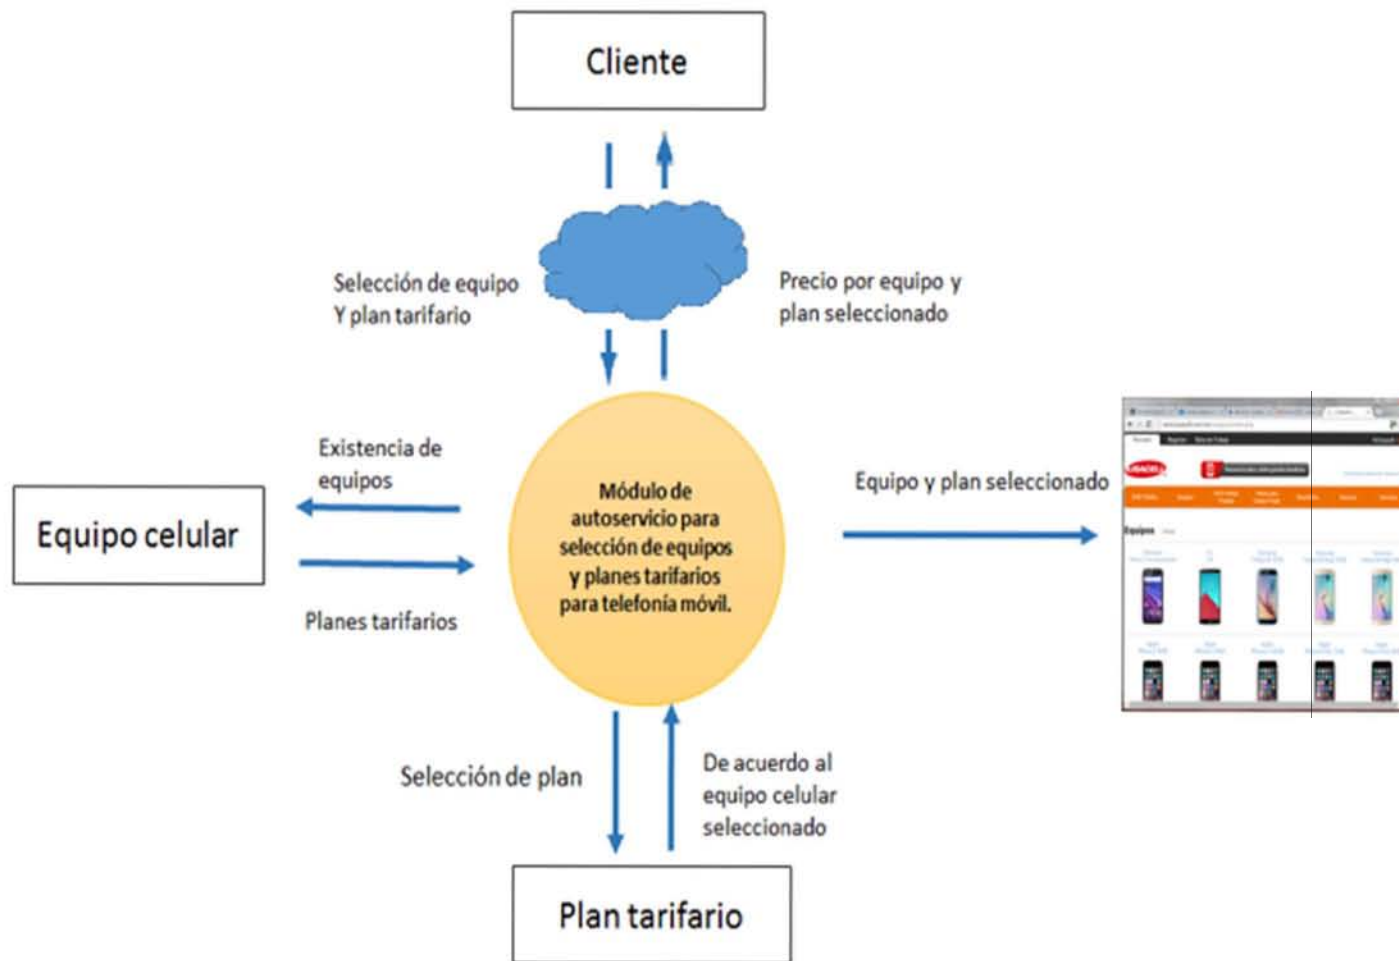 Cliente
Selección de equipo
Y plan tarifario
Precio por equipo y
plan seleccionado
Existencia de
equipos
Equipo celular
Planes tarifarios
Módulo de
autoservicio para
selección de equipos
y planes tarifarios
para telefonía móvil.
Equipo y plan seleccionado
Equipos
Selección de plan
De acuerdo al
equipo celular
seleccionado
Plan tarifario